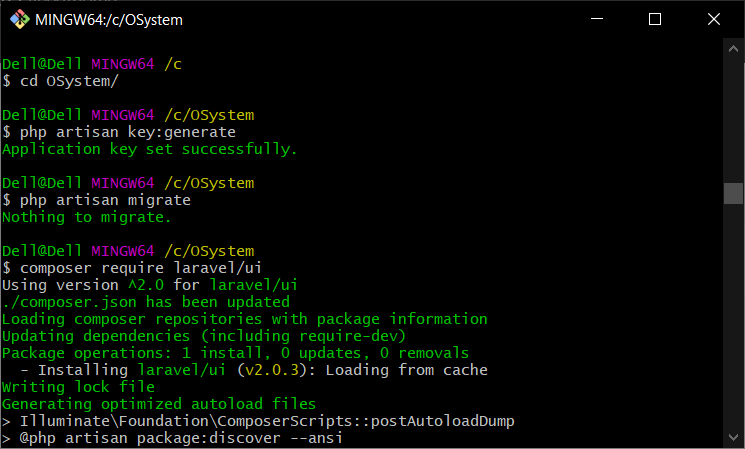 MINGW64:/c/OSystem
Dell@Dell MINGW64 /c
$ cd OSystem/
Dell@Dell MINGW64 /c/OSystem
$ php artisan key:generate
Application key set successfully.
Dell@Dell MINGW64 /c/OSystem
$ php artisan migrate
Nothing to migrate.
Dell@Dell MINGW64 /c/OSystem
$ composer require laravel/ui
Using version ^2.0 for laravel/ui
./composer.json has been updated
Loading composer repositories with package information
Updating dependencies (including require-dev)
Package operations: 1 install, 0 updates, 0 removals
  - Installing laravel/ui (v2.0.3): Loading from cache
Writing lock file
Generating optimized autoload files
> Illuminate\Foundation\ComposerScripts::postAutoloadDump
> @php artisan package:discover --ansi